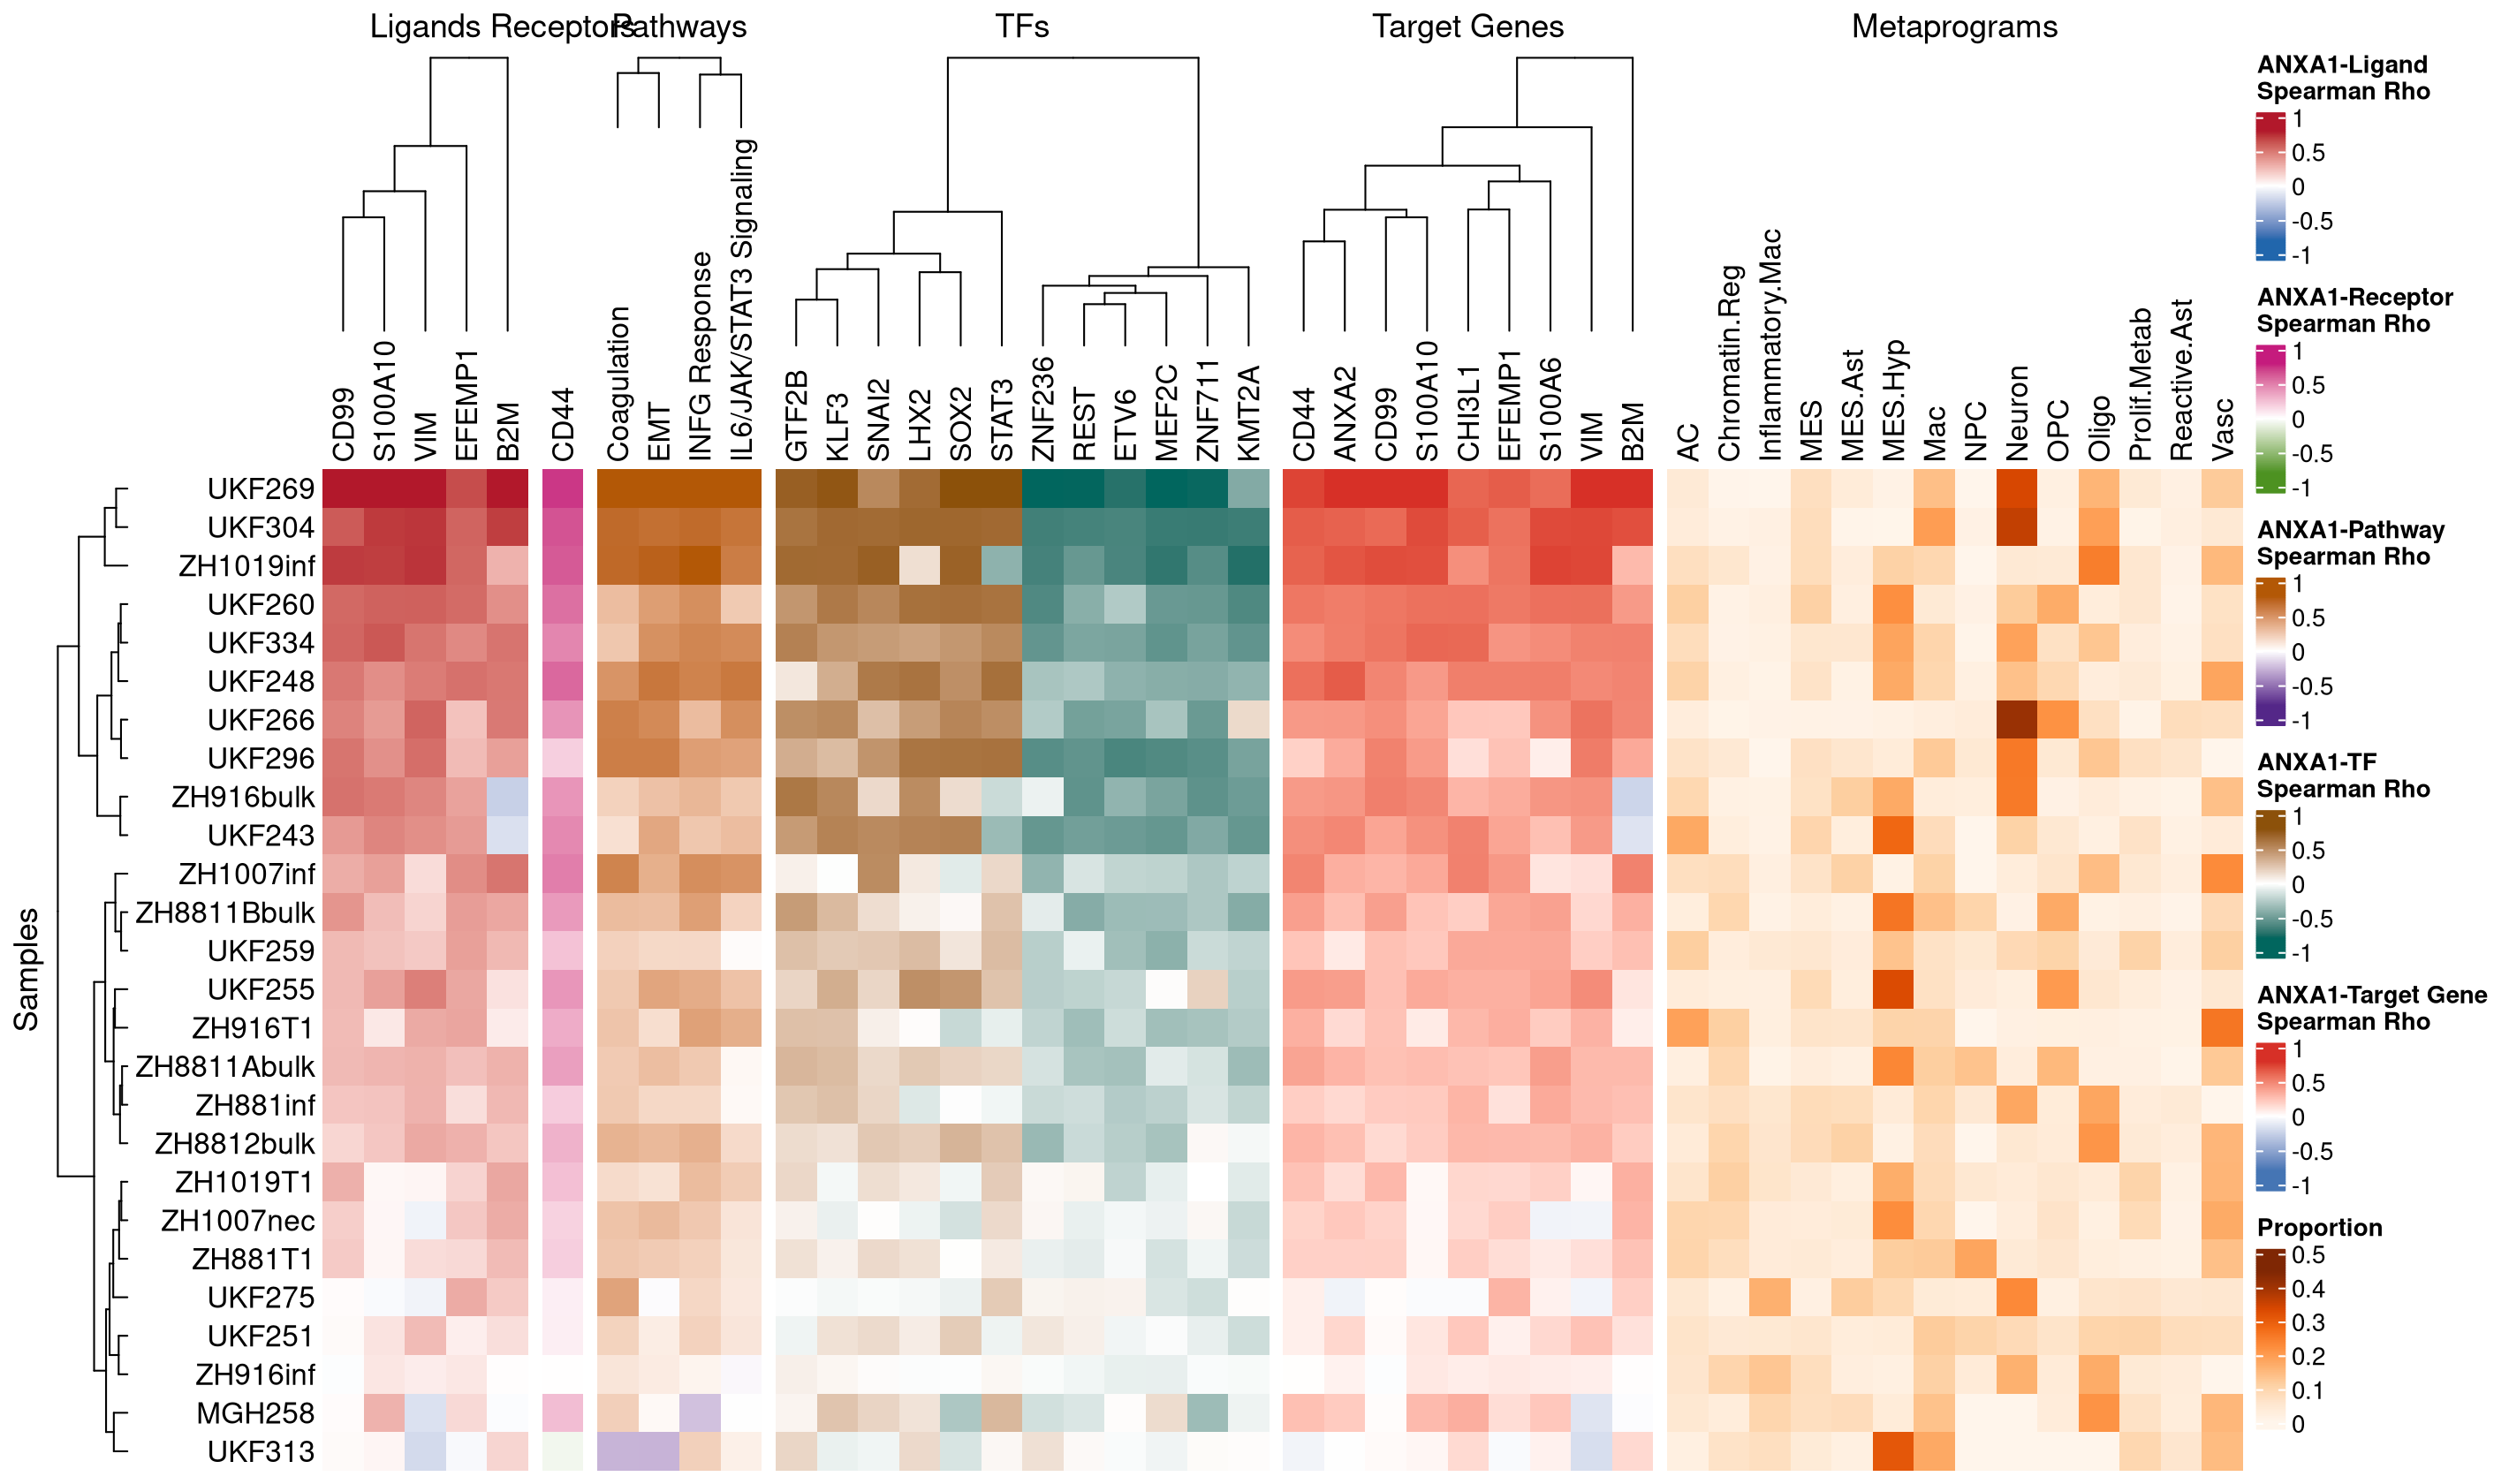 Ligands Receptors Pathways TFs Target Genes Metaprograms
CD99 S100A10 VIM EFEMP1 B2M CD44
Coagulation EMT INFG Response IL6/JAK/STAT3 Signaling
GTF2B KLF3 SNAI2 LHX2 SOX2 STAT3 ZNF236 REST ETV6 MEF2C ZNF711 KMT2A
CD44 ANXA2 CD99 S100A10 CHI3L1 EFEMP1 S100A6 VIM B2M
AC Chromatin.Reg Inflammatory.Mac MES MES.Ast MES.Hyp Mac NPC Neuron OPC Oligo Prolif.Metab Reactive.Ast Vasc
Samples
UKF269
UKF304
ZH1019inf
UKF260
UKF334
UKF248
UKF266
UKF296
ZH916bulk
UKF243
ZH1007inf
ZH8811Bbulk
UKF259
UKF255
ZH916T1
ZH8811Abulk
ZH881inf
ZH8812bulk
ZH1019T1
ZH1007nec
ZH881T1
UKF275
UKF251
ZH916inf
MGH258
UKF313
ANXA1-Ligand
Spearman Rho
1
0.5
0
-0.5
-1
ANXA1-Receptor
Spearman Rho
1
0.5
0
-0.5
-1
ANXA1-Pathway
Spearman Rho
1
0.5
0
-0.5
-1
ANXA1-TF
Spearman Rho
1
0.5
0
-0.5
-1
ANXA1-Target Gene
Spearman Rho
1
0.5
0
-0.5
-1
Proportion
0.5
0.4
0.3
0.2
0.1
0